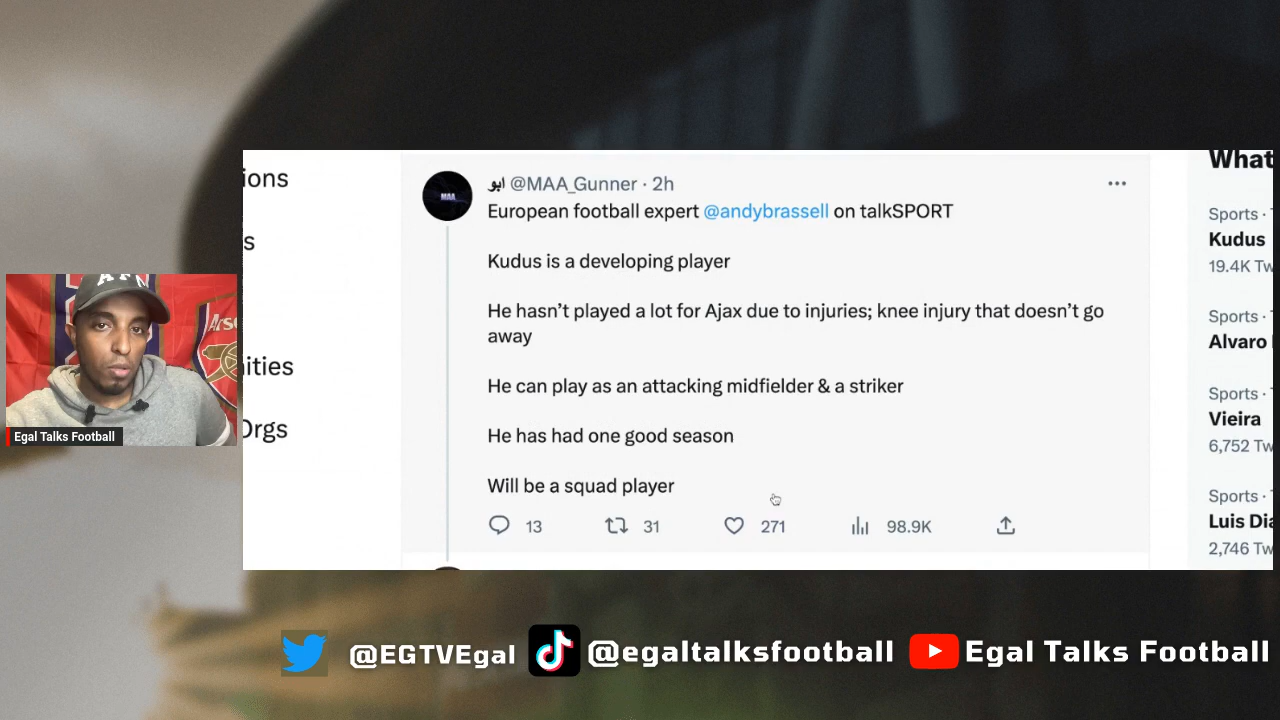 What
ions
s
ities
Orgs
MAA
ابو @MAA_Gunner · 2h
European football expert @andybrassell on talkSPORT
Kudus is a developing player
He hasn’t played a lot for Ajax due to injuries; knee injury that doesn’t go
away
He can play as an attacking midfielder & a striker
He has had one good season
Will be a squad player
13 31 271 98.9K
Sports ·
Kudus
19.4K Tw
Sports ·
Alvaro
Sports ·
Vieira
6,752 Tw
Sports ·
Luis Dia
2,746 Tw
AFN
Arse
Egal Talks Football
@EGTVEgal @egaltalksfootball Egal Talks Football